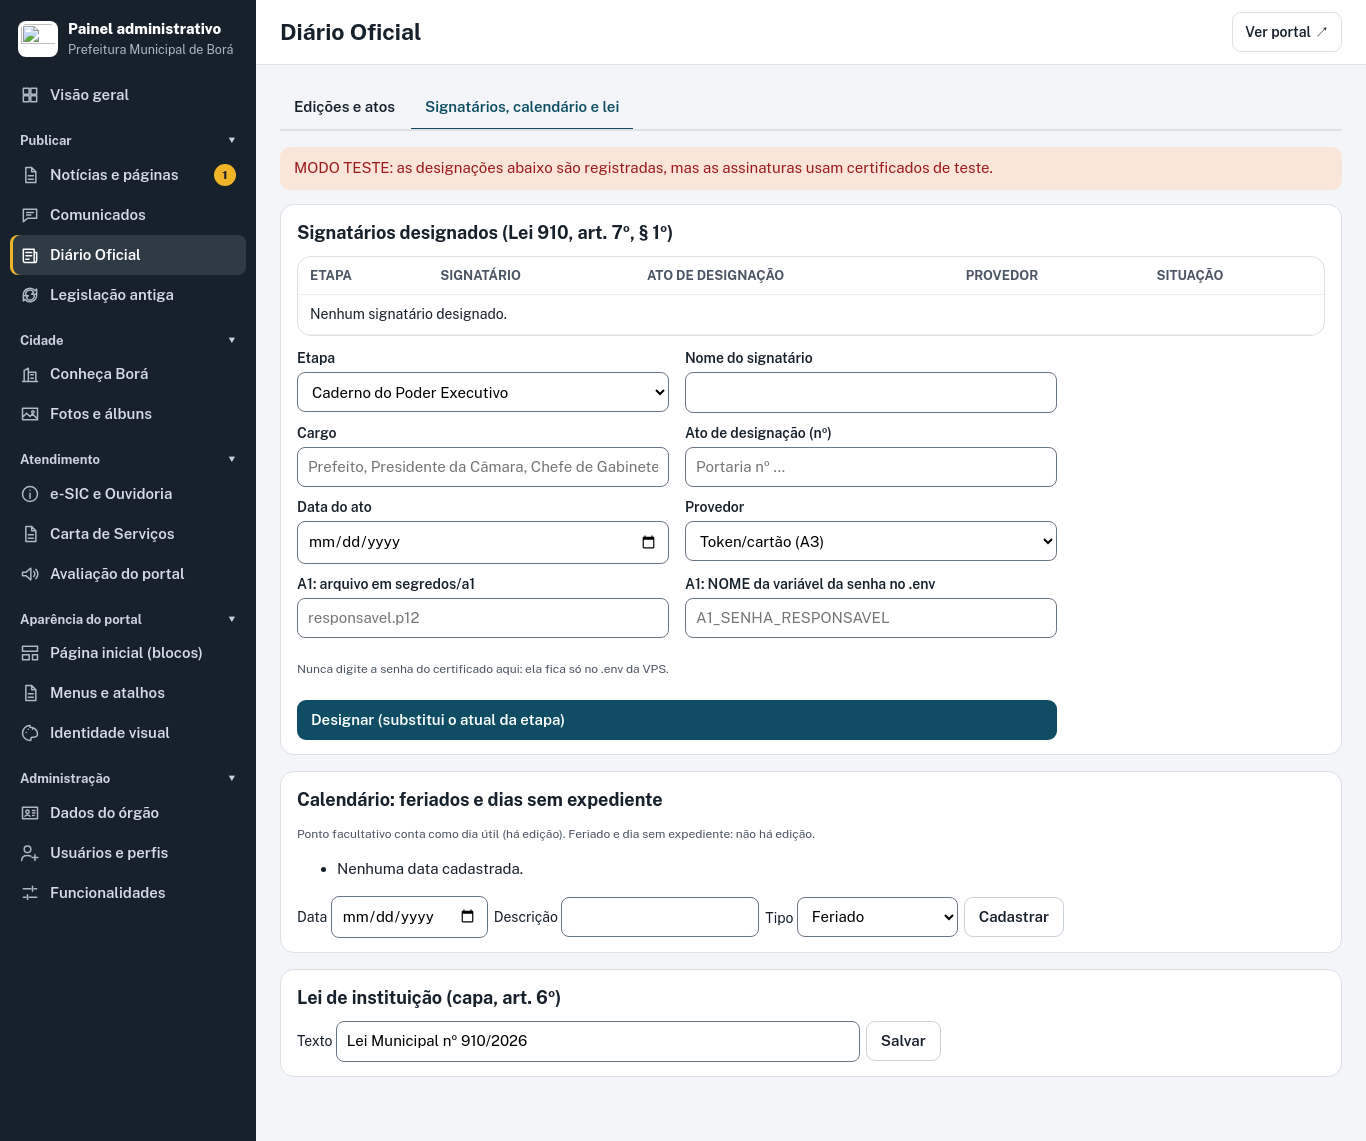 Painel administrativo
Prefeitura Municipal de Borá
Visão geral
Publicar
Notícias e páginas 1
Comunicados
Diário Oficial
Legislação antiga
Cidade
Conheça Borá
Fotos e álbuns
Atendimento
e-SIC e Ouvidoria
Carta de Serviços
Avaliação do portal
Aparência do portal
Página inicial (blocos)
Menus e atalhos
Identidade visual
Administração
Dados do órgão
Usuários e perfis
Funcionalidades
Diário Oficial
Ver portal ↗
Edições e atos Signatários, calendário e lei
MODO TESTE: as designações abaixo são registradas, mas as assinaturas usam certificados de teste.
Signatários designados (Lei 910, art. 7º, § 1º)
ETAPA SIGNATÁRIO ATO DE DESIGNAÇÃO PROVEDOR SITUAÇÃO
Nenhum signatário designado.
Etapa Nome do signatário
Caderno do Poder Executivo
Cargo Ato de designação (nº)
Prefeito, Presidente da Câmara, Chefe de Gabinete Portaria nº ...
Data do ato Provedor
mm/dd/yyyy Token/cartão (A3)
A1: arquivo em segredos/a1 A1: NOME da variável da senha no .env
responsavel.p12 A1_SENHA_RESPONSAVEL
Nunca digite a senha do certificado aqui: ela fica só no .env da VPS.
Designar (substitui o atual da etapa)
Calendário: feriados e dias sem expediente
Ponto facultativo conta como dia útil (há edição). Feriado e dia sem expediente: não há edição.
• Nenhuma data cadastrada.
Data mm/dd/yyyy Descrição Tipo Feriado Cadastrar
Lei de instituição (capa, art. 6º)
Texto Lei Municipal nº 910/2026 Salvar